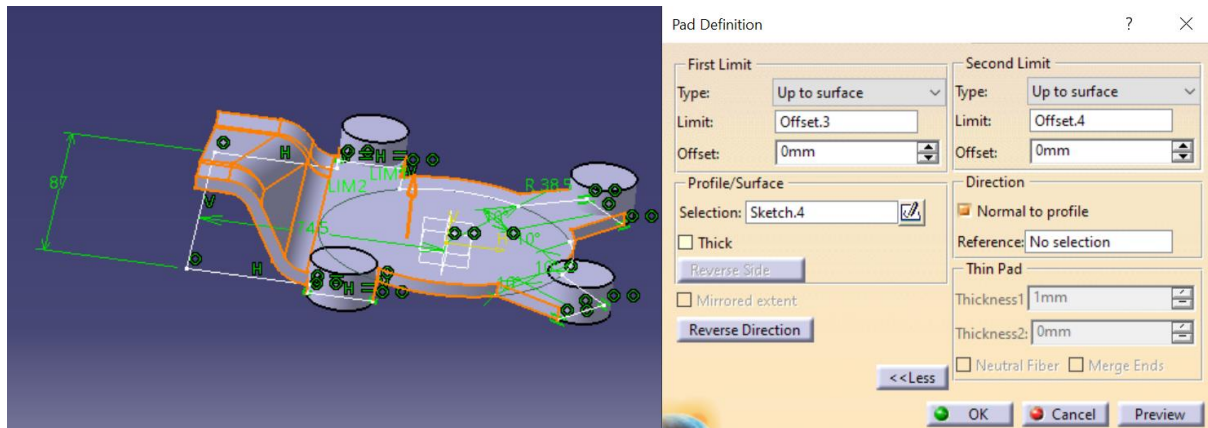 87
H
H
LIM2
LIM1
R 38.5
V
74.5
10°
10°
10°
10°
H
H
Pad Definition
?
First Limit
Type: Up to surface
Limit: Offset.3
Offset: 0mm
Second Limit
Type: Up to surface
Limit: Offset.4
Offset: 0mm
Profile/Surface
Selection: Sketch.4
Thick
Reverse Side
Mirrored extent
Reverse Direction
Direction
Normal to profile
Reference: No selection
Thin Pad
Thickness1 1mm
Thickness2: 0mm
Neutral Fiber
Merge Ends
<<Less
OK
Cancel
Preview